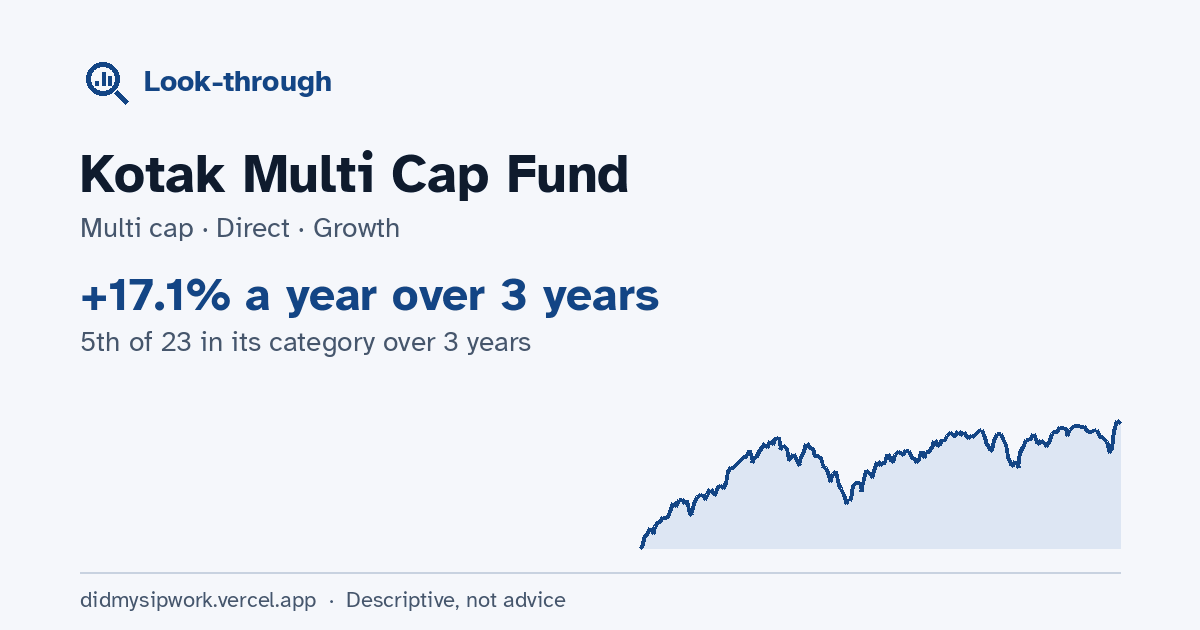 Look-through
Kotak Multi Cap Fund
Multi cap · Direct · Growth
+17.1% a year over 3 years
5th of 23 in its category over 3 years
didmysipwork.vercel.app · Descriptive, not advice